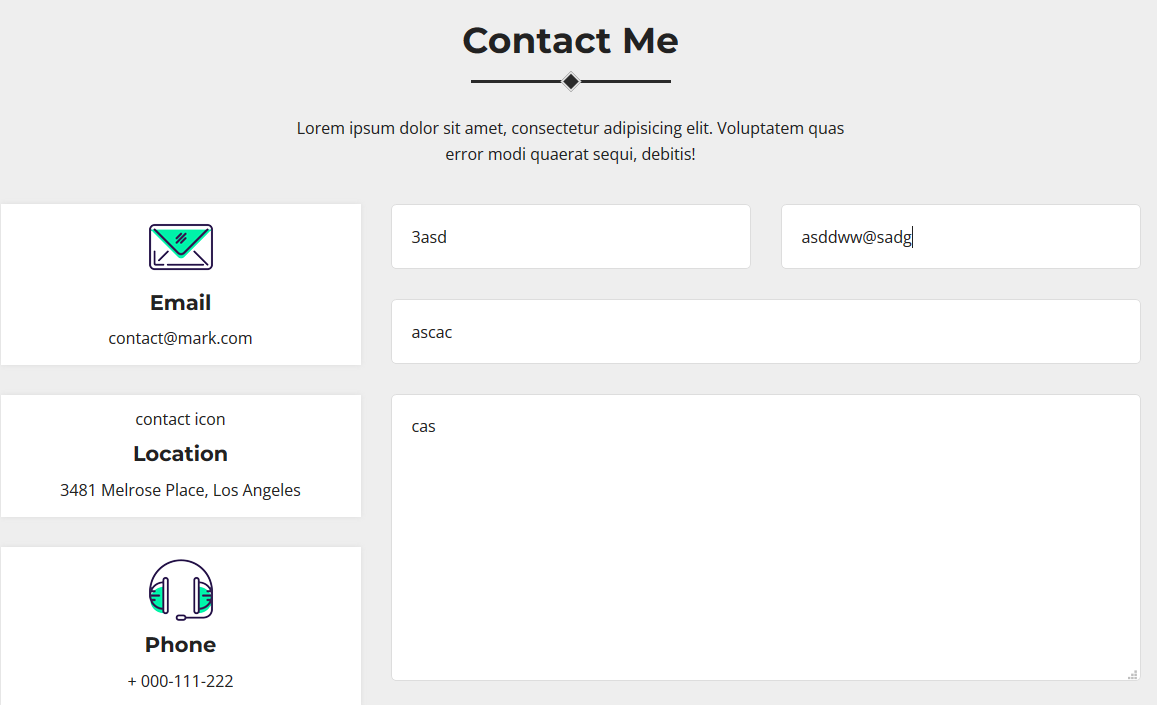 Contact Me
Lorem ipsum dolor sit amet, consectetur adipisicing elit. Voluptatem quas
error modi quaerat sequi, debitis!
Email
contact@mark.com
contact icon
Location
3481 Melrose Place, Los Angeles
Phone
+ 000-111-222
3asd
asddww@sadg
ascac
cas